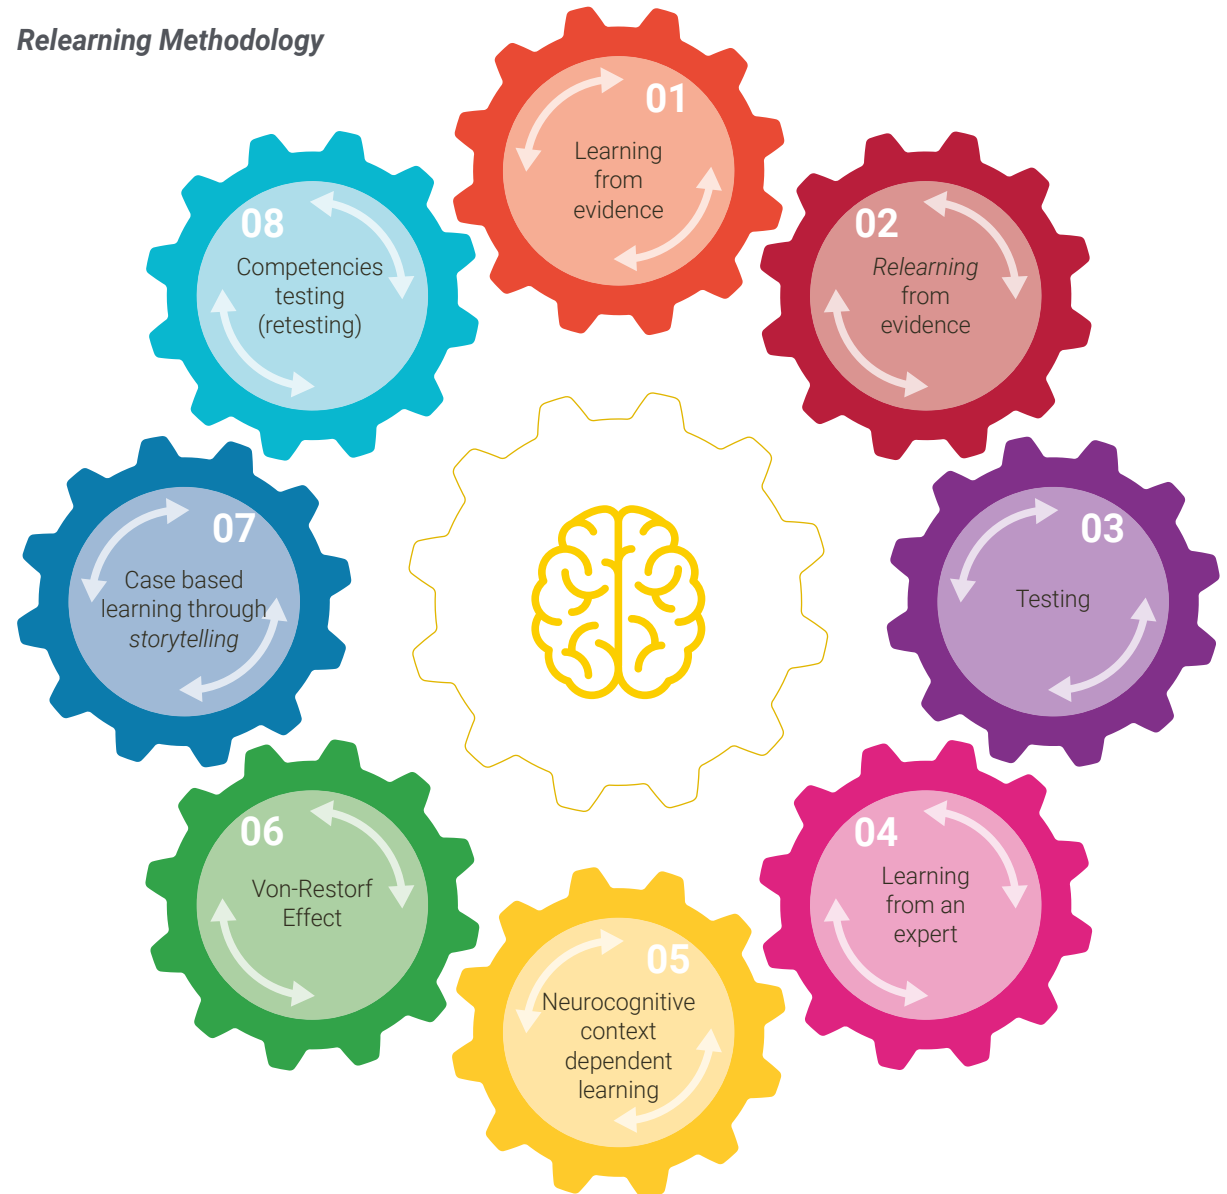 Relearning Methodology
01
Learning
from
evidence
02
Relearning
from
evidence
03
Testing
04
Learning
from an
expert
05
Neurocognitive
context
dependent
learning
06
Von-Restorf
Effect
07
Case based
learning through
storytelling
08
Competencies
testing
(retesting)